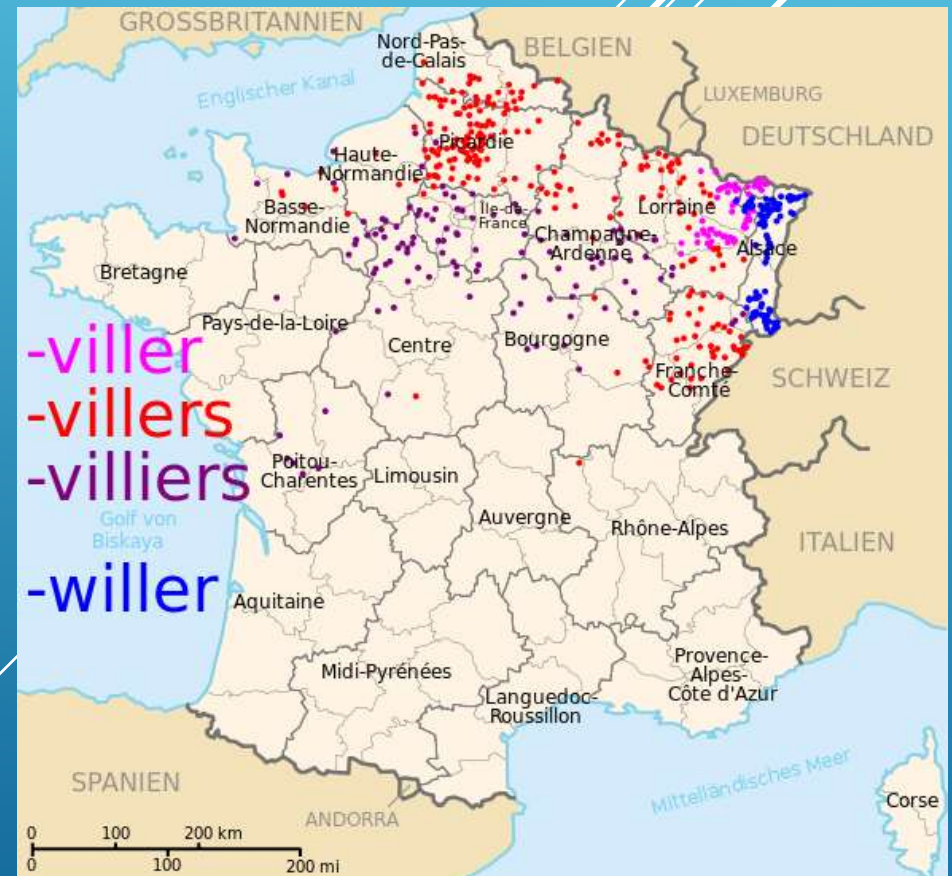 GROSSBRITANNIEN
Nord-Pas-
de-Calais
BELGIEN
Englischer Kanal
LUXEMBURG
DEUTSCHLAND
Picardie
Haute-
Normandie
Basse-
Normandie
Île-de-
France
Lorraine
Champagne-
Ardenne
Alsace
Bretagne
Pays-de-la-Loire
Centre
Bourgogne
Franche-
Comté
SCHWEIZ
-viller
-villers
-villiers
-willer
Poitou-
Charentes
Limousin
Auvergne
Rhône-Alpes
Golf von
Biskaya
ITALIEN
Aquitaine
Midi-Pyrénées
Provence-
Alpes-
Côte d'Azur
Languedoc-
Roussillon
SPANIEN
ANDORRA
Mittelländisches Meer
Corse
0 100 200 km
0 100 200 mi